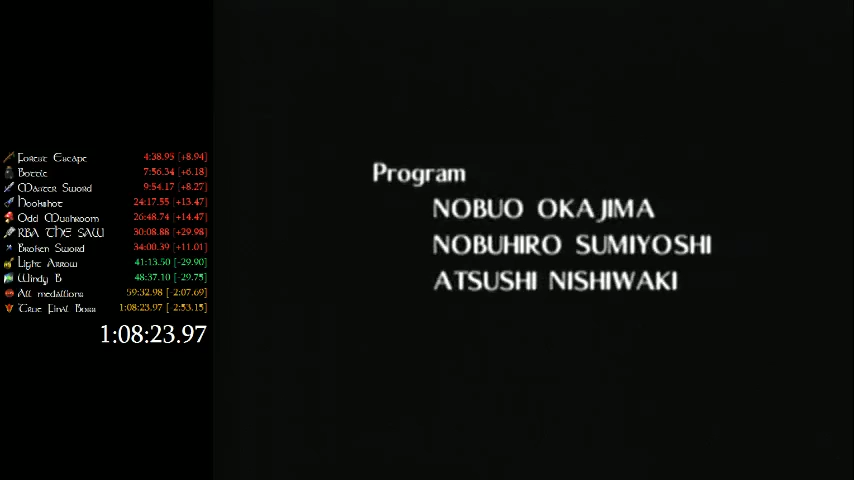 Forest Escape 4:38.95 [+8.94]
Bottle 7:56.34 [+6.18]
Master Sword 9:54.17 [+8.27]
Hookshot 24:17.55 [+13.47]
Odd Mushroom 26:48.74 [+14.47]
RBA THE SAW 30:08.88 [+29.98]
Broken Sword 34:00.39 [+11.01]
Light Arrow 41:13.50 [-29.90]
Windy B 48:37.10 [-29.75]
All medallions 59:32.98 [-2:07.69]
True Final Boss 1:08:23.97 [-2:53.15]
1:08:23.97
Program
NOBUO OKAJIMA
NOBUHIRO SUMIYOSHI
ATSUSHI NISHIWAKI